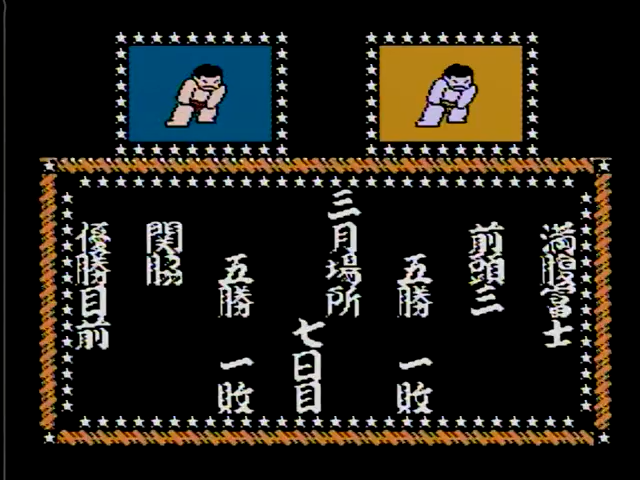 満腹富士
前頭三
五勝 一敗
三月場所
七日目
五勝 一敗
関脇
優勝目前